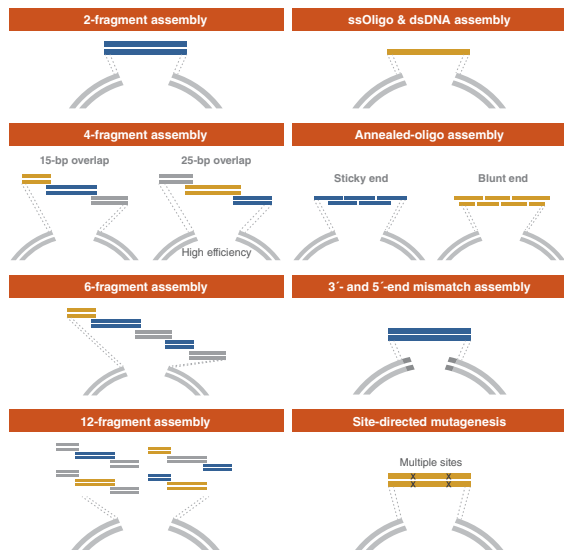 2-fragment assembly
ssOligo & dsDNA assembly
4-fragment assembly
15-bp overlap
25-bp overlap
High efficiency
Annealed-oligo assembly
Sticky end
Blunt end
6-fragment assembly
3´- and 5´-end mismatch assembly
12-fragment assembly
Site-directed mutagenesis
Multiple sites
X X
X X